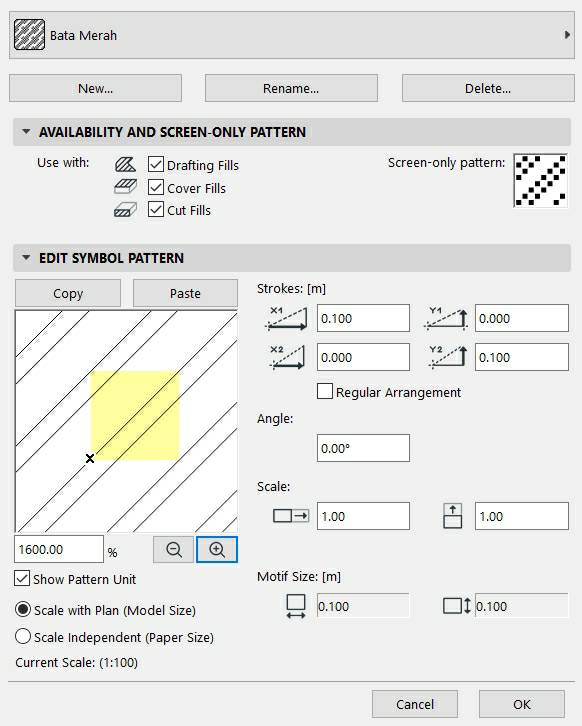 Bata Merah
New... Rename... Delete...
AVAILABILITY AND SCREEN-ONLY PATTERN
Use with: Drafting Fills Screen-only pattern:
Cover Fills
Cut Fills
EDIT SYMBOL PATTERN
Copy Paste Strokes: [m]
X1 0.100 Y1 0.000
X2 0.000 Y2 0.100
Regular Arrangement
Angle:
0.00°
Scale:
1.00 1.00
1600.00 %
Show Pattern Unit Motif Size: [m]
Scale with Plan (Model Size) 0.100 0.100
Scale Independent (Paper Size)
Current Scale: (1:100)
Cancel OK